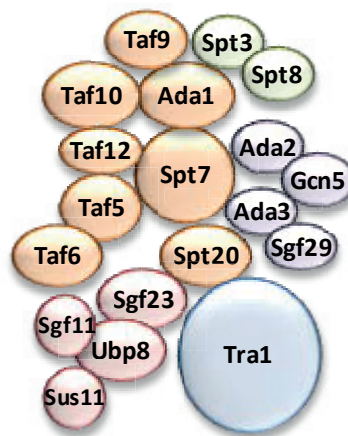 Taf9
Spt3
Spt8
Taf10
Ada1
Taf12
Ada2
Spt7
Gcn5
Taf5
Ada3
Taf6
Spt20
Sgf29
Sgf23
Sgf11
Ubp8
Tra1
Sus11